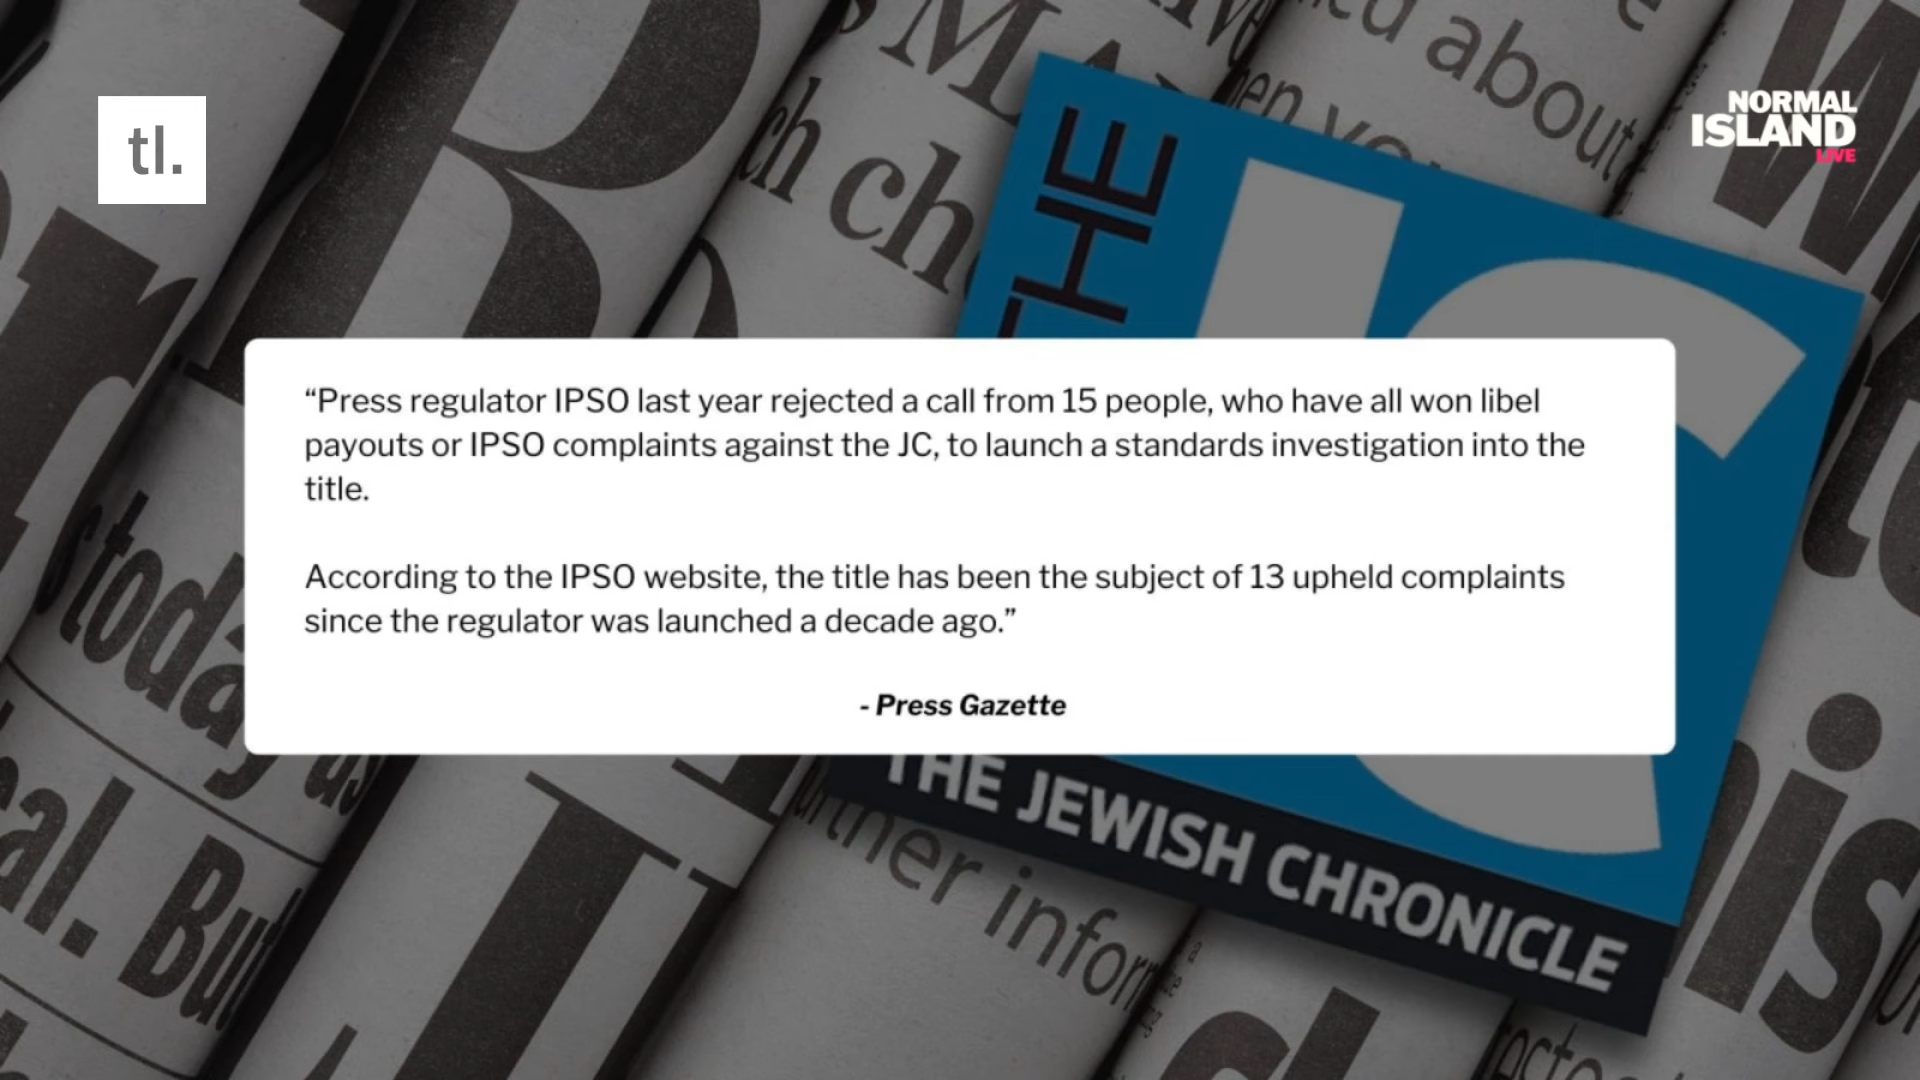 tl.
NORMAL
ISLAND
LIVE
THE
“Press regulator IPSO last year rejected a call from 15 people, who have all won libel
payouts or IPSO complaints against the JC, to launch a standards investigation into the
title.
According to the IPSO website, the title has been the subject of 13 upheld complaints
since the regulator was launched a decade ago.”
- Press Gazette
THE JEWISH CHRONICLE
about
ch ch
today
But